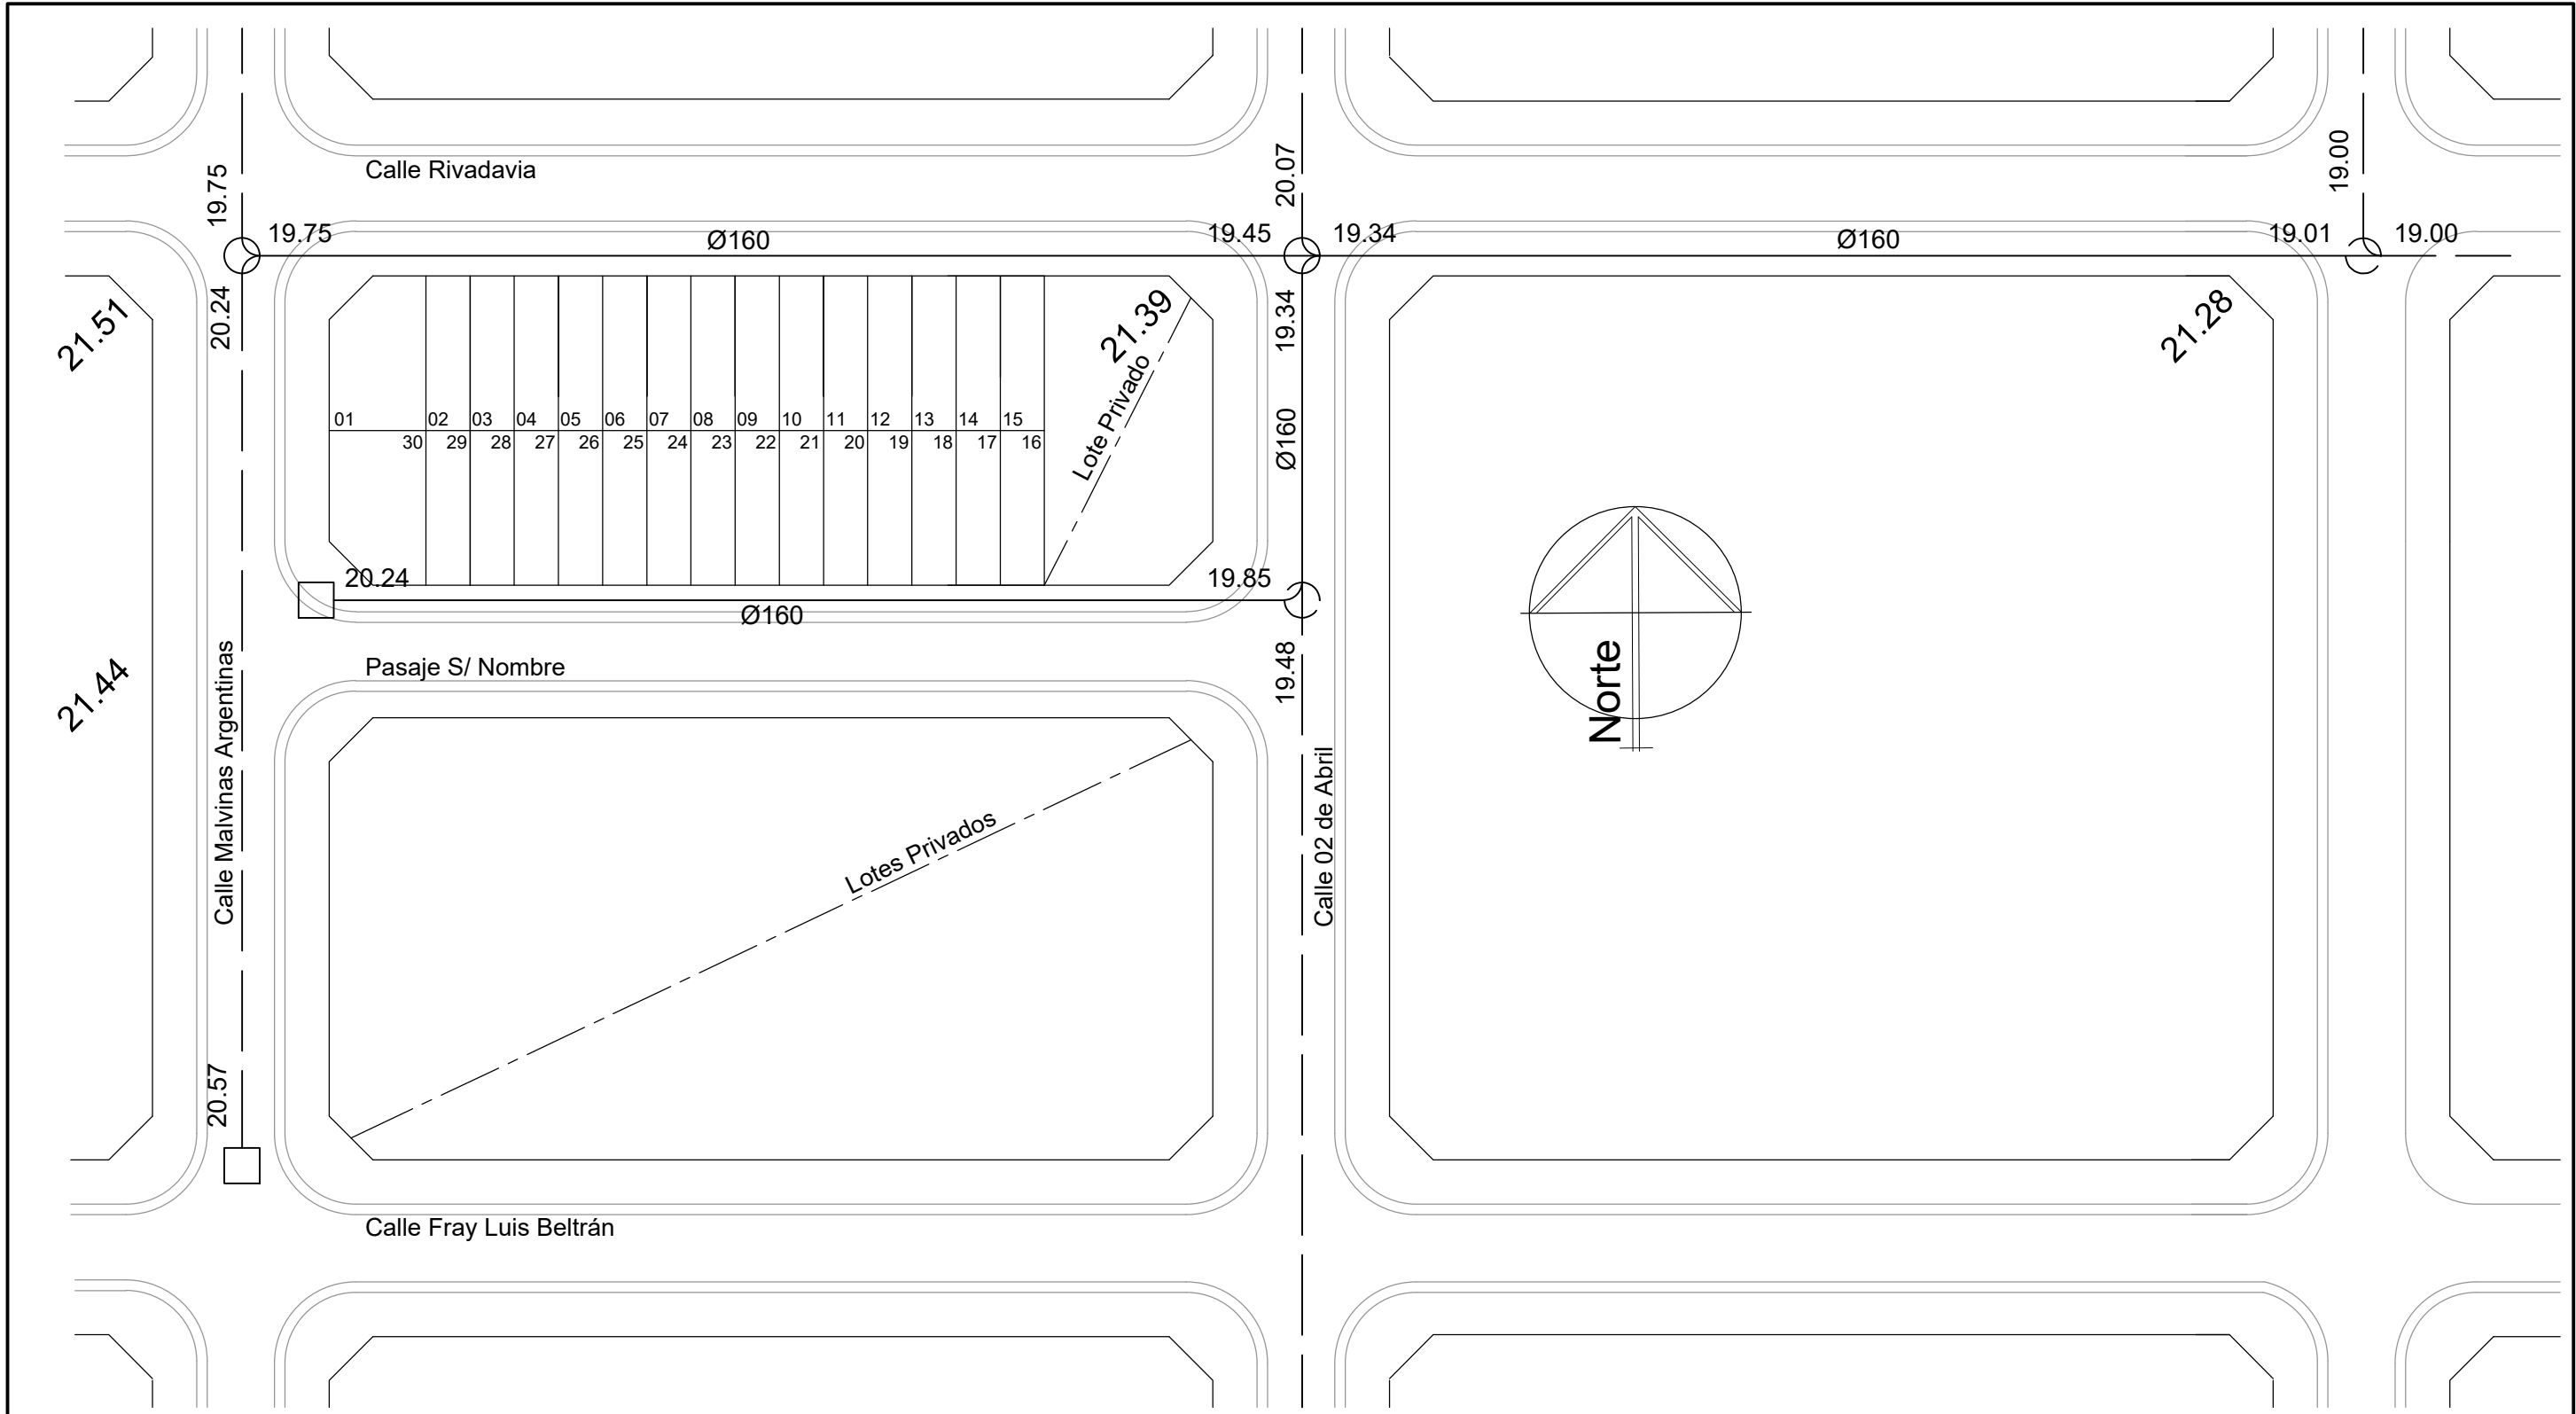 Calle Rivadavia
19.75
20.07
19.00
19.75
Ø160
19.45
19.34
Ø160
19.01
19.00
20.24
19.34
21.51
21.39
21.28
Lote Privado
Ø160
01 02 03 04 05 06 07 08 09 10 11 12 13 14 15
30 29 28 27 26 25 24 23 22 21 20 19 18 17 16
20.24
19.85
Ø160
Pasaje S/ Nombre
19.48
21.44
Calle Malvinas Argentinas
Norte
Lotes Privados
Calle 02 de Abril
20.57
Calle Fray Luis Beltrán